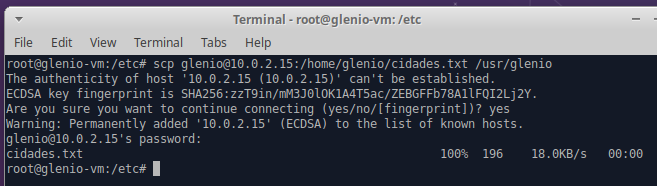 Terminal - root@glenio-vm: /etc
File Edit View Terminal Tabs Help
root@glenio-vm:/etc# scp glenio@10.0.2.15:/home/glenio/cidades.txt /usr/glenio
The authenticity of host '10.0.2.15 (10.0.2.15)' can't be established.
ECDSA key fingerprint is SHA256:zzT9in/mM3J0lOK1A4T5ac/ZEBGFFb78A1lFQI2Lj2Y.
Are you sure you want to continue connecting (yes/no/[fingerprint])? yes
Warning: Permanently added '10.0.2.15' (ECDSA) to the list of known hosts.
glenio@10.0.2.15's password:
cidades.txt 100% 196 18.0KB/s 00:00
root@glenio-vm:/etc#